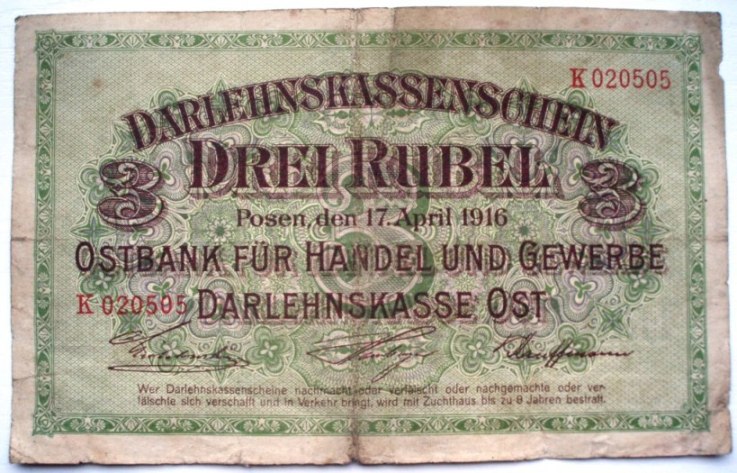 K 020505
DARLEHNSKASSENSCHEIN
3 DREI RUBEL 3
Posen, den 17. April 1916
OSTBANK FÜR HANDEL UND GEWERBE
K 020505 DARLEHNSKASSE OST
Wer Darlehnskassenscheine nachmacht oder verfälscht oder nachgemachte oder ver-
fälschte sich verschafft und in Verkehr bringt, wird mit Zuchthaus bis zu 8 Jahren bestraft.